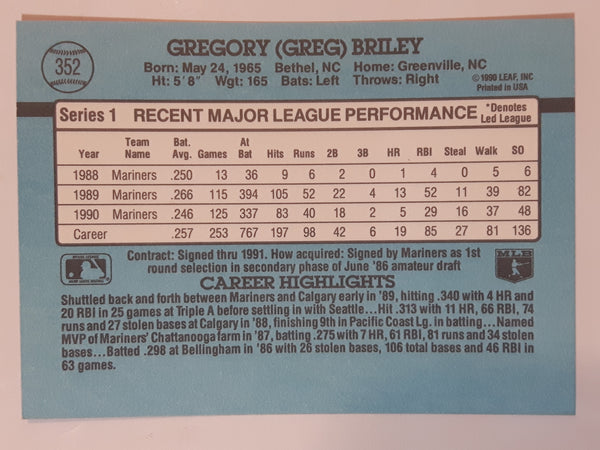 352
GREGORY (GREG) BRILEY
Born: May 24, 1965 Bethel, NC Home: Greenville, NC
Ht: 5' 8" Wgt: 165 Bats: Left Throws: Right
© 1990 LEAF, INC
Printed in USA
Series 1 RECENT MAJOR LEAGUE PERFORMANCE *Denotes Led League
Year Team Name Bat. Avg. Games At Bat Hits Runs 2B 3B HR RBI Steal Walk SO
1988 Mariners .250 13 36 9 6 2 0 1 4 0 5 6
1989 Mariners .266 115 394 105 52 22 4 13 52 11 39 82
1990 Mariners .246 125 337 83 40 18 2 5 29 16 37 48
Career .257 253 767 197 98 42 6 19 85 27 81 136
Contract: Signed thru 1991. How acquired: Signed by Mariners as 1st
round selection in secondary phase of June '86 amateur draft
MLB
CAREER HIGHLIGHTS
Shuttled back and forth between Mariners and Calgary early in '89, hitting .340 with 4 HR and
20 RBI in 25 games at Triple A before settling in with Seattle...Hit .313 with 11 HR, 66 RBI, 74
runs and 27 stolen bases at Calgary in '88, finishing 9th in Pacific Coast Lg. in batting...Named
MVP of Mariners' Chattanooga farm in '87, batting .275 with 7 HR, 61 RBI, 81 runs and 34 stolen
bases...Batted .298 at Bellingham in '86 with 26 stolen bases, 106 total bases and 46 RBI in
63 games.